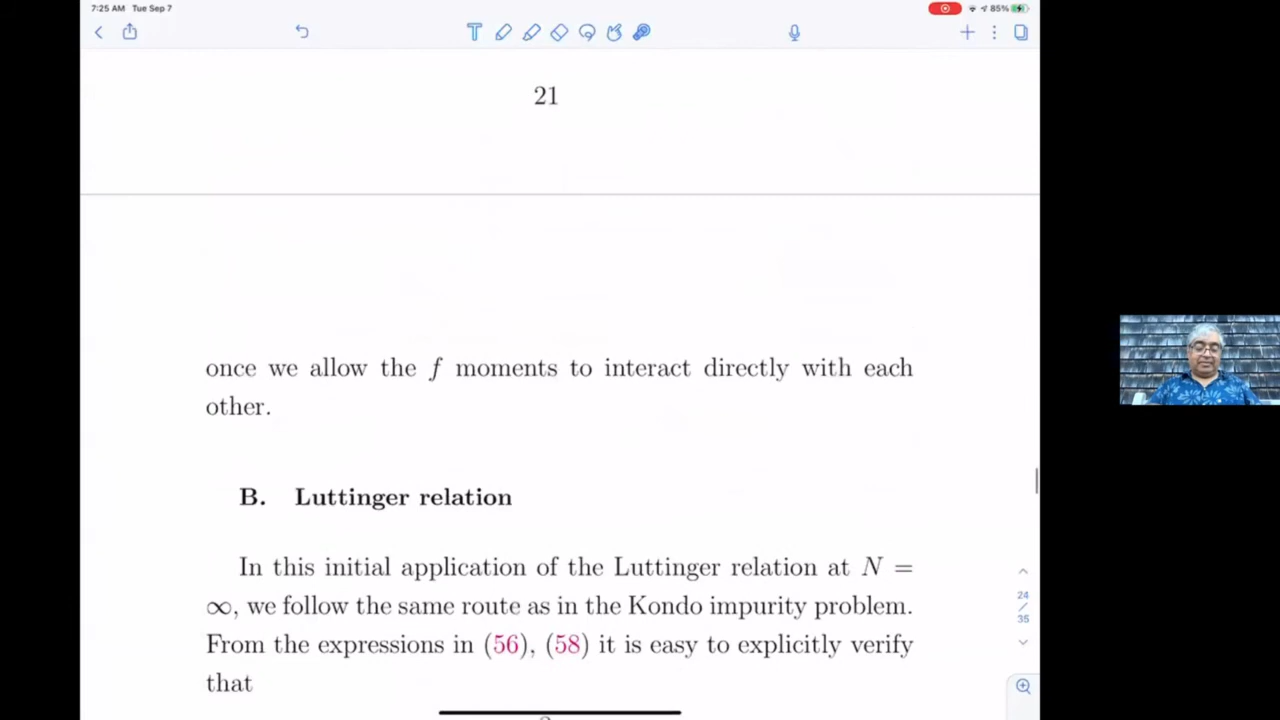 7:25 AM Tue Sep 7
85%
21
once we allow the f moments to interact directly with each
other.
B. Luttinger relation
In this initial application of the Luttinger relation at N =
∞, we follow the same route as in the Kondo impurity problem.
From the expressions in (56), (58) it is easy to explicitly verify
that
24
/
35